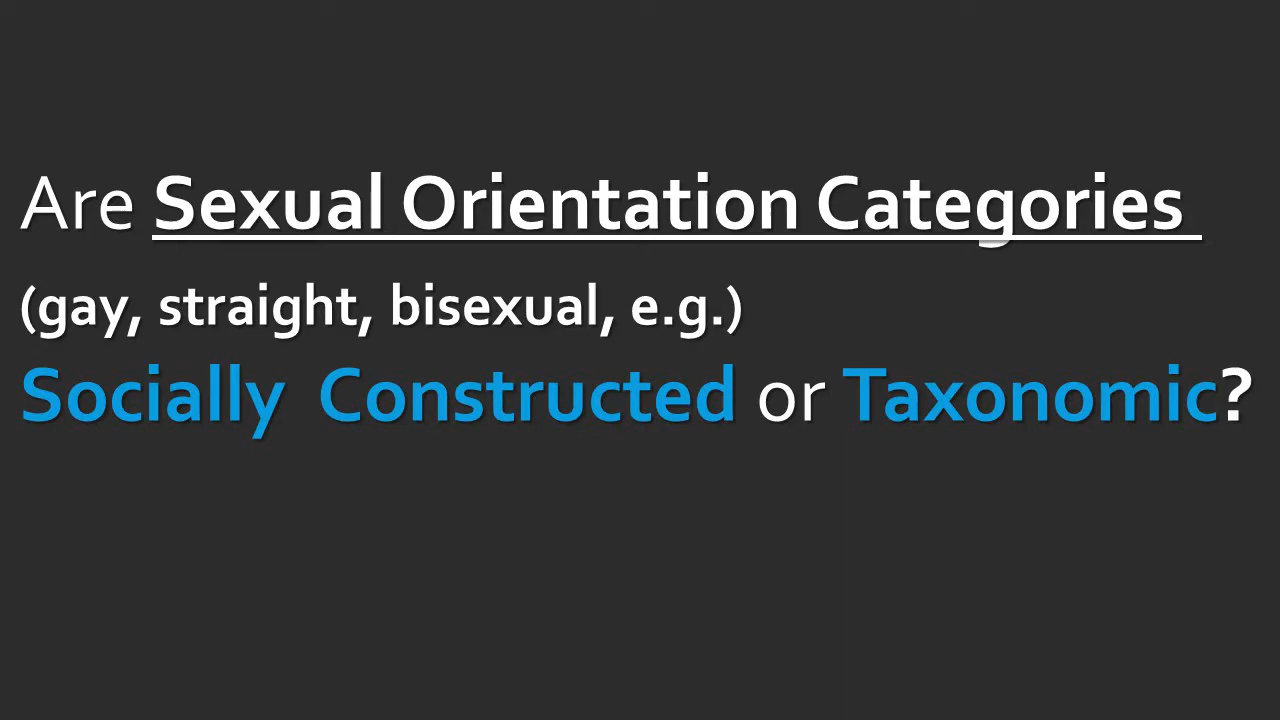 Are Sexual Orientation Categories
(gay, straight, bisexual, e.g.)
Socially Constructed or Taxonomic?